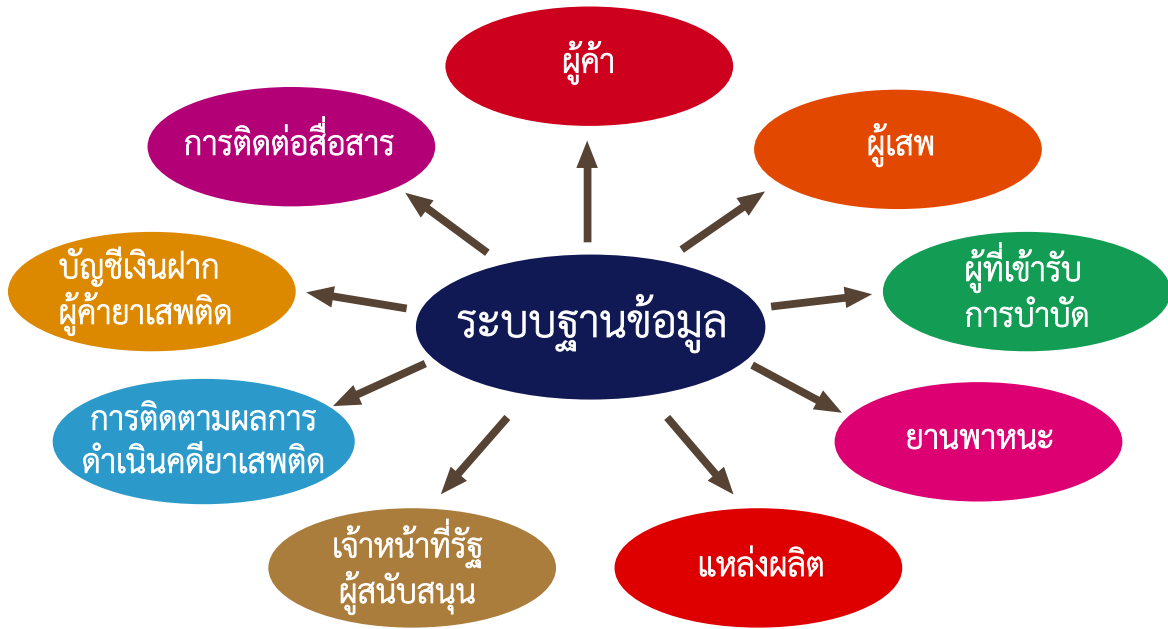 ผู้ค้า
การติดต่อสื่อสาร
ผู้เสพ
บัญชีเงินฝาก
ผู้ค้ายาเสพติด
ผู้ที่เข้ารับ
การบำบัด
ระบบฐานข้อมูล
การติดตามผลการ
ดำเนินคดียาเสพติด
ยานพาหนะ
เจ้าหน้าที่รัฐ
ผู้สนับสนุน
แหล่งผลิต